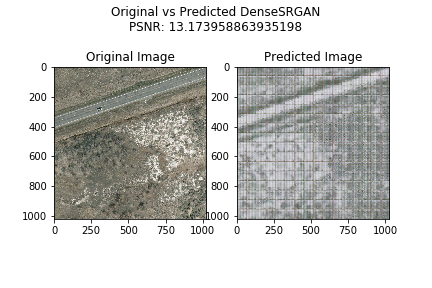 Original vs Predicted DenseSRGAN
PSNR: 13.173958863935198
Original Image
Predicted Image
0
200
400
600
800
1000
0 250 500 750 1000
0
200
400
600
800
1000
0 250 500 750 1000